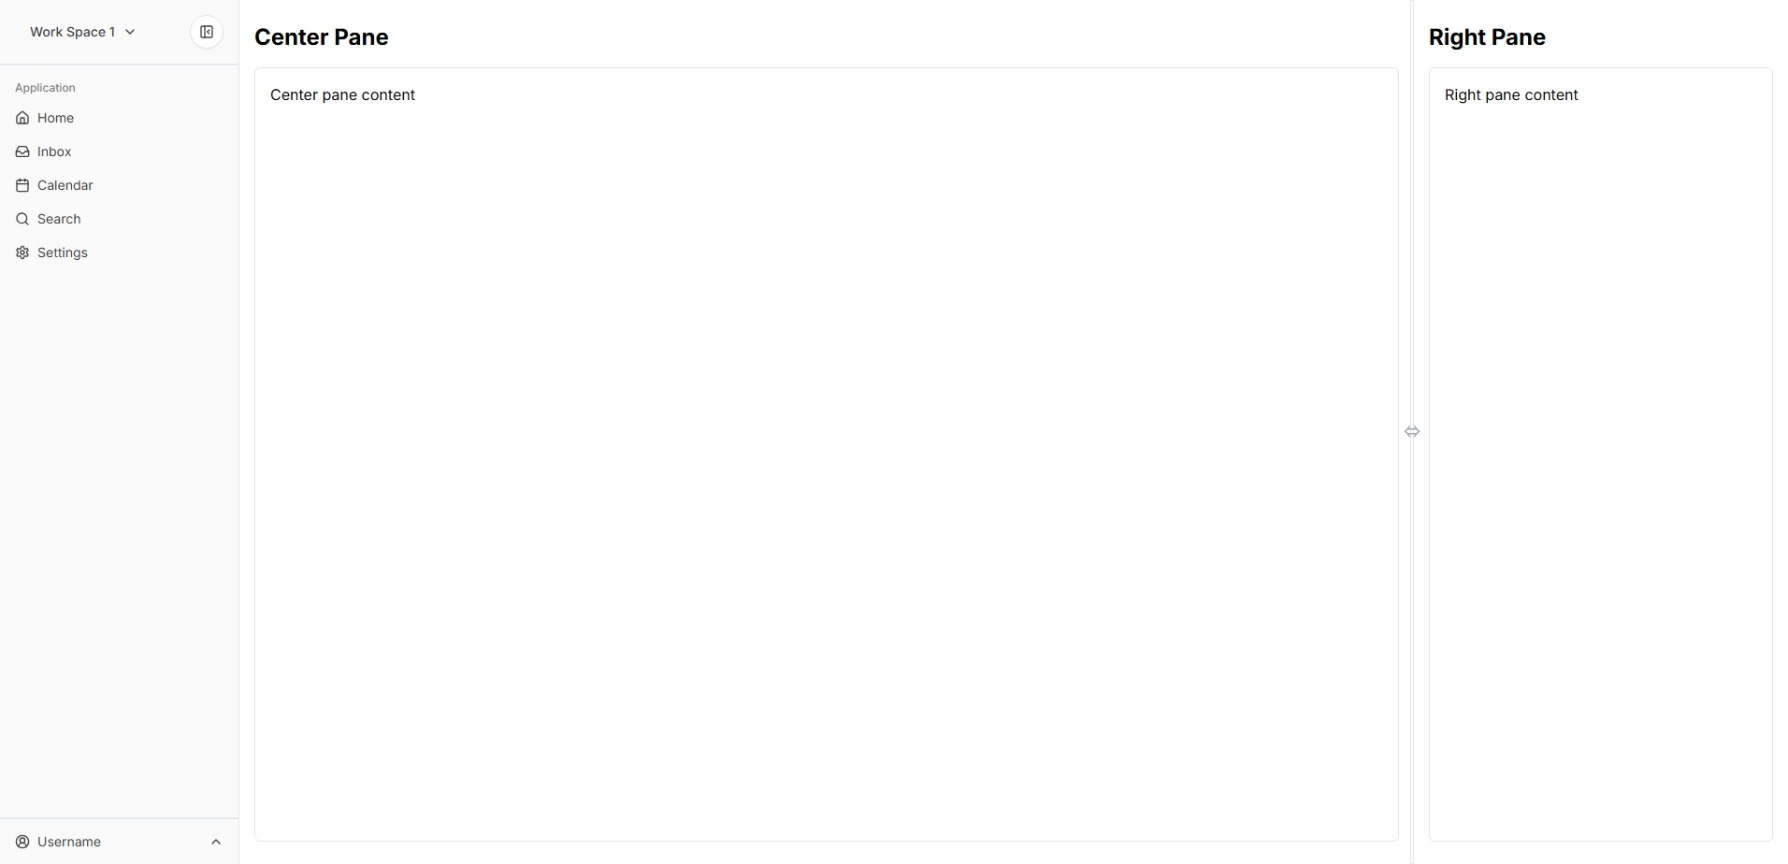 Work Space 1
Application
Home
Inbox
Calendar
Search
Settings
Username
Center Pane
Center pane content
Right Pane
Right pane content